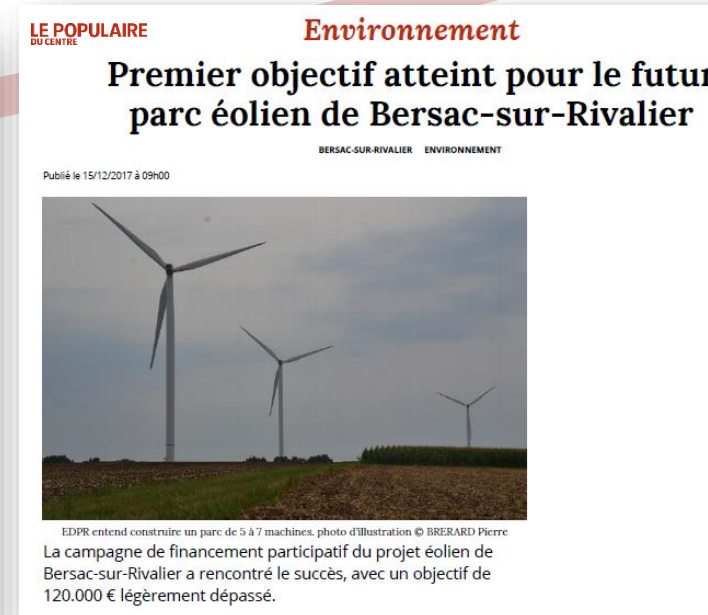 LE POPULAIRE
DU CENTRE
Environnement
Premier objectif atteint pour le futur
parc éolien de Bersac-sur-Rivalier
BERSAC-SUR-RIVALIER ENVIRONNEMENT
Publié le 15/12/2017 à 09h00
EDPR entend construire un parc de 5 à 7 machines, photo d'illustration © BRERARD Pierre
La campagne de financement participatif du projet éolien de
Bersac-sur-Rivalier a rencontré le succès, avec un objectif de
120.000 € légèrement dépassé.